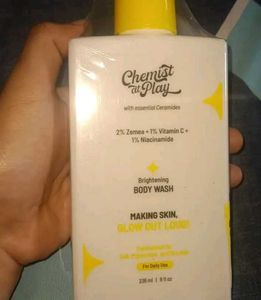 Chemist
at Play
with essential Ceramides
2% Zemea + 1% Vitamin C +
1% Niacinamide
Brightening
BODY WASH
MAKING SKIN,
GLOW OUT LOUD!
For Daily Use
236 ml | 8 fl oz